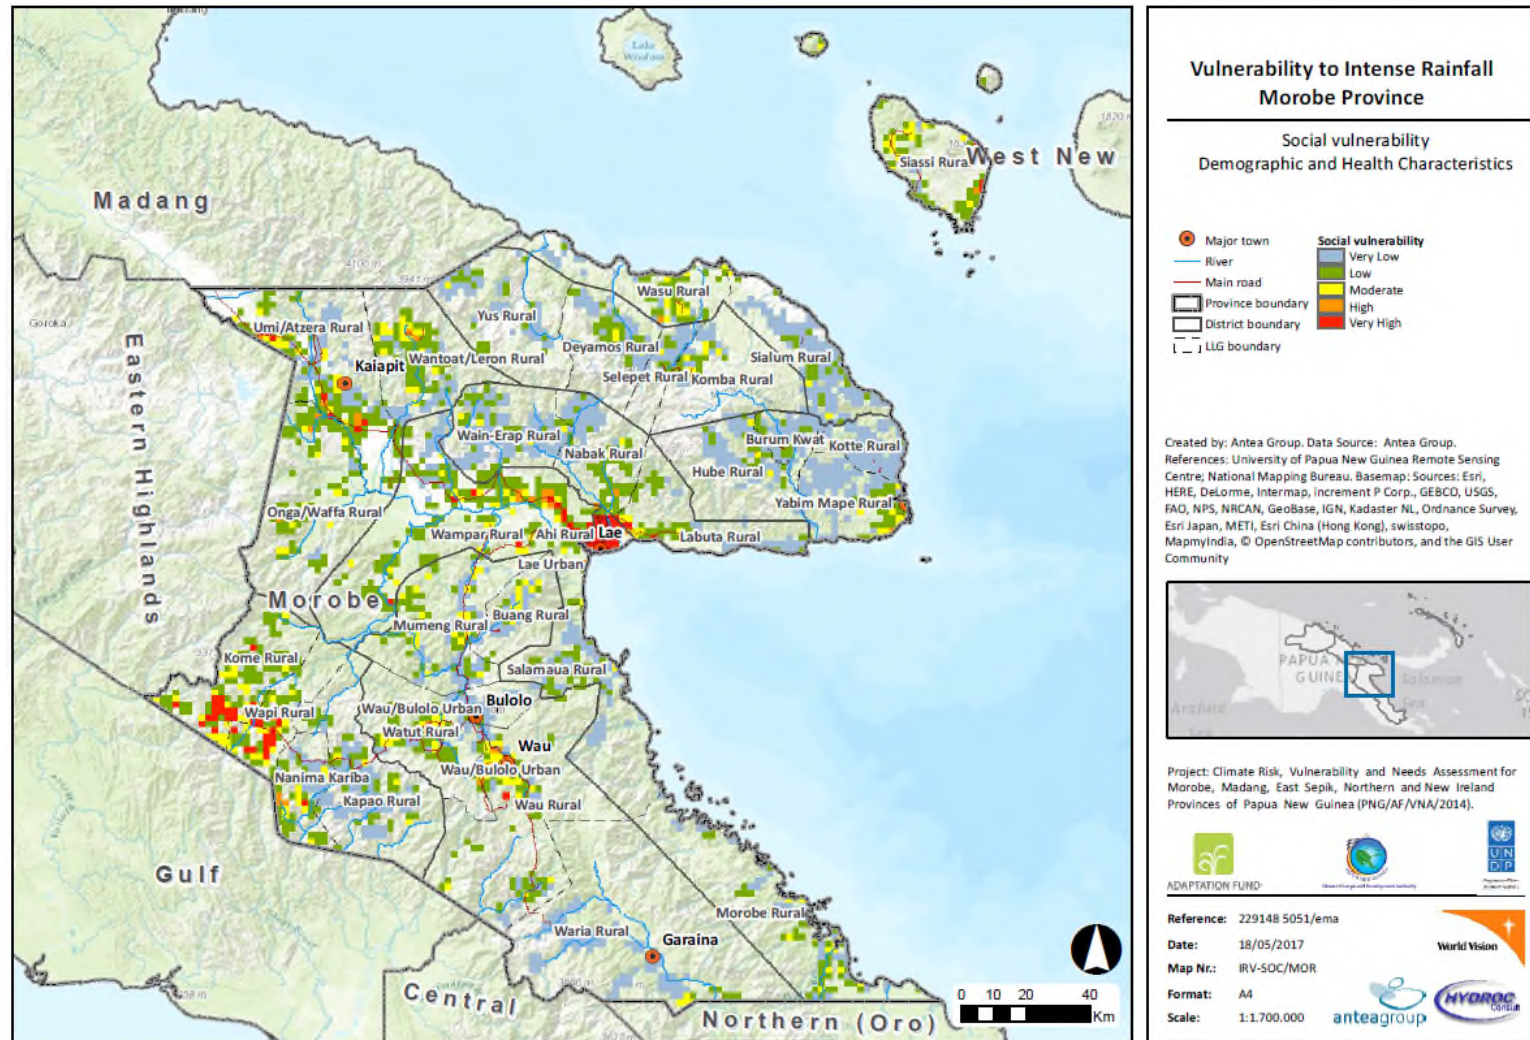 Lake
Wisdom
West New
Siassi Rural
Madang
4100 m
3941 m
Goroka
Eastern Highlands
Umi/Atzera Rural
Kaiapit
Wantoat/Leron Rural
Yus Rural
Wasu Rural
Deyamos Rural
Selepet Rural
Komba Rural
Sialum Rural
Wain-Erap Rural
Nabak Rural
Burum Kwat
Kotte Rural
Hube Rural
Yabim Mape Rural
Onga/Waffa Rural
Wampar Rural
Ahi Rural
Lae
Labuta Rural
Lae Urban
Morobe
Mumeng Rural
Buang Rural
Kome Rural
Salamaua Rural
Wapi Rural
Wau/Bulolo Urban
Bulolo
Watut Rural
Wau
Wau/Bulolo Urban
Nanima Kariba
Kapao Rural
Wau Rural
Gulf
Morobe Rural
Waria Rural
Garaina
Central
Northern (Oro)
0 10 20 40
Km
Vulnerability to Intense Rainfall
Morobe Province
Social vulnerability
Demographic and Health Characteristics
Major town
River
Main road
Province boundary
District boundary
LLG boundary
Social vulnerability
Very Low
Low
Moderate
High
Very High
Created by: Antea Group. Data Source: Antea Group.
References: University of Papua New Guinea Remote Sensing
Centre; National Mapping Bureau. Basemap: Sources: Esri,
HERE, DeLorme, Intermap, increment P Corp., GEBCO, USGS,
FAO, NPS, NRCAN, GeoBase, IGN, Kadaster NL, Ordnance Survey,
Esri Japan, METI, Esri China (Hong Kong), swisstopo,
MapmyIndia, © OpenStreetMap contributors, and the GIS User
Community
PAPUA
GUINE
Solomon
Sea
Project: Climate Risk, Vulnerability and Needs Assessment for
Morobe, Madang, East Sepik, Northern and New Ireland
Provinces of Papua New Guinea (PNG/AF/VNA/2014).
af
ADAPTATION FUND
UN
DP
Reference: 229148 5051/ema
Date: 18/05/2017
Map Nr.: IRV-SOC/MOR
Format: A4
Scale: 1:1.700.000
World Vision
anteagroup
HYDROC
Consult